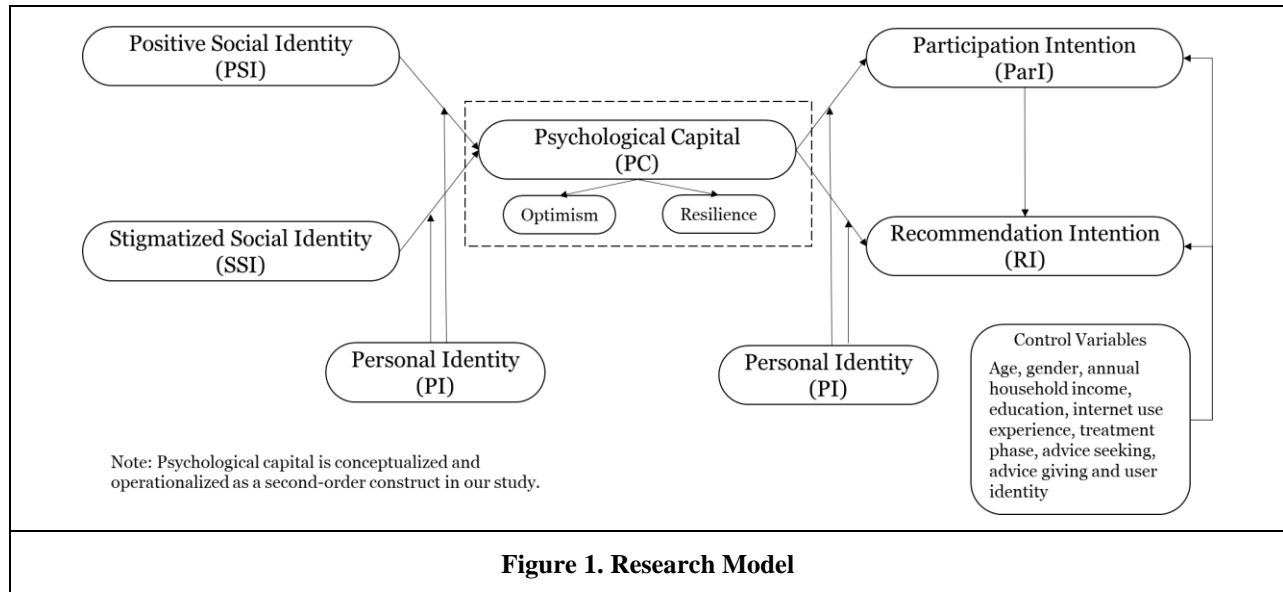 Positive Social Identity
(PSI)
Participation Intention
(ParI)
Psychological Capital
(PC)
Optimism
Resilience
Stigmatized Social Identity
(SSI)
Recommendation Intention
(RI)
Personal Identity
(PI)
Personal Identity
(PI)
Control Variables
Age, gender, annual
household income,
education, internet use
experience, treatment
phase, advice seeking,
advice giving and user
identity
Note: Psychological capital is conceptualized and
operationalized as a second-order construct in our study.
Figure 1. Research Model